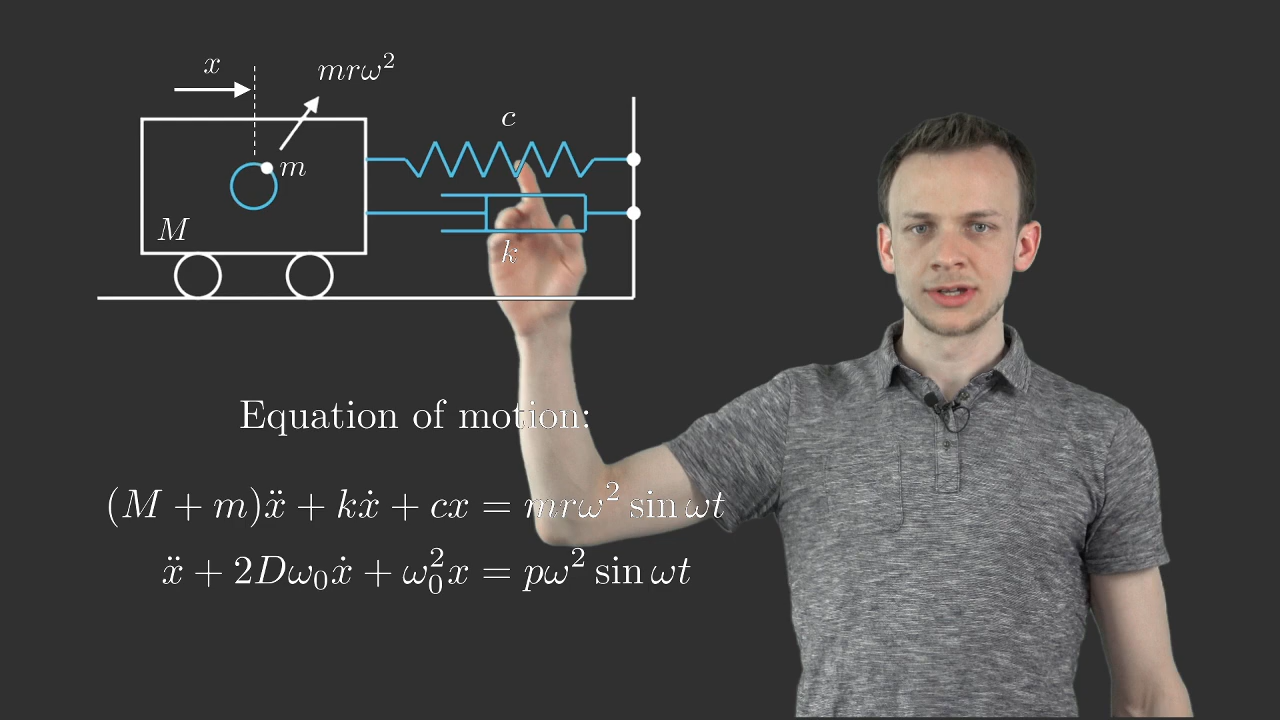 x
mrω²
c
m
M
k
Equation of motion:
(M + m)ẍ + kẋ + cx = mrω² sin ωt
ẍ + 2Dω₀ẋ + ω₀²x = pω² sin ωt